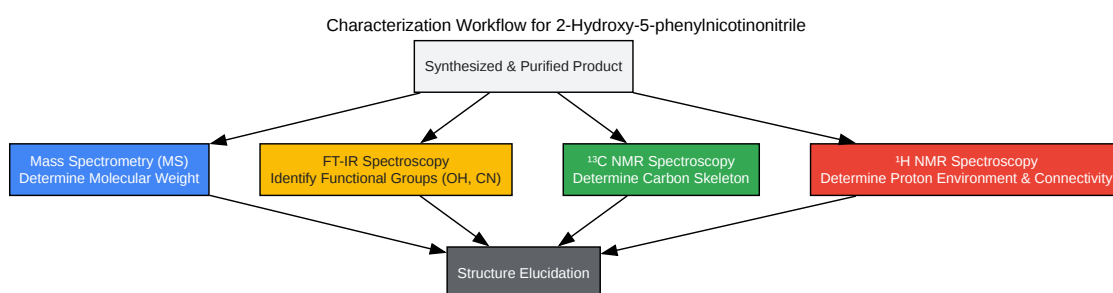 Characterization Workflow for 2-Hydroxy-5-phenylnicotinonitrile
Synthesized & Purified Product
Mass Spectrometry (MS)
Determine Molecular Weight
FT-IR Spectroscopy
Identify Functional Groups (OH, CN)
¹³C NMR Spectroscopy
Determine Carbon Skeleton
¹H NMR Spectroscopy
Determine Proton Environment & Connectivity
Structure Elucidation